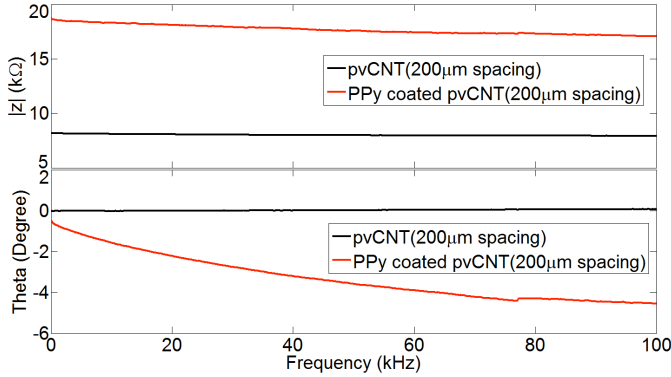 20
15
10
5
|z| (kΩ)
pvCNT(200μm spacing)
PPy coated pvCNT(200μm spacing)
2
0
-2
-4
-6
Theta (Degree)
pvCNT(200μm spacing)
PPy coated pvCNT(200μm spacing)
0 20 40 60 80 100
Frequency (kHz)